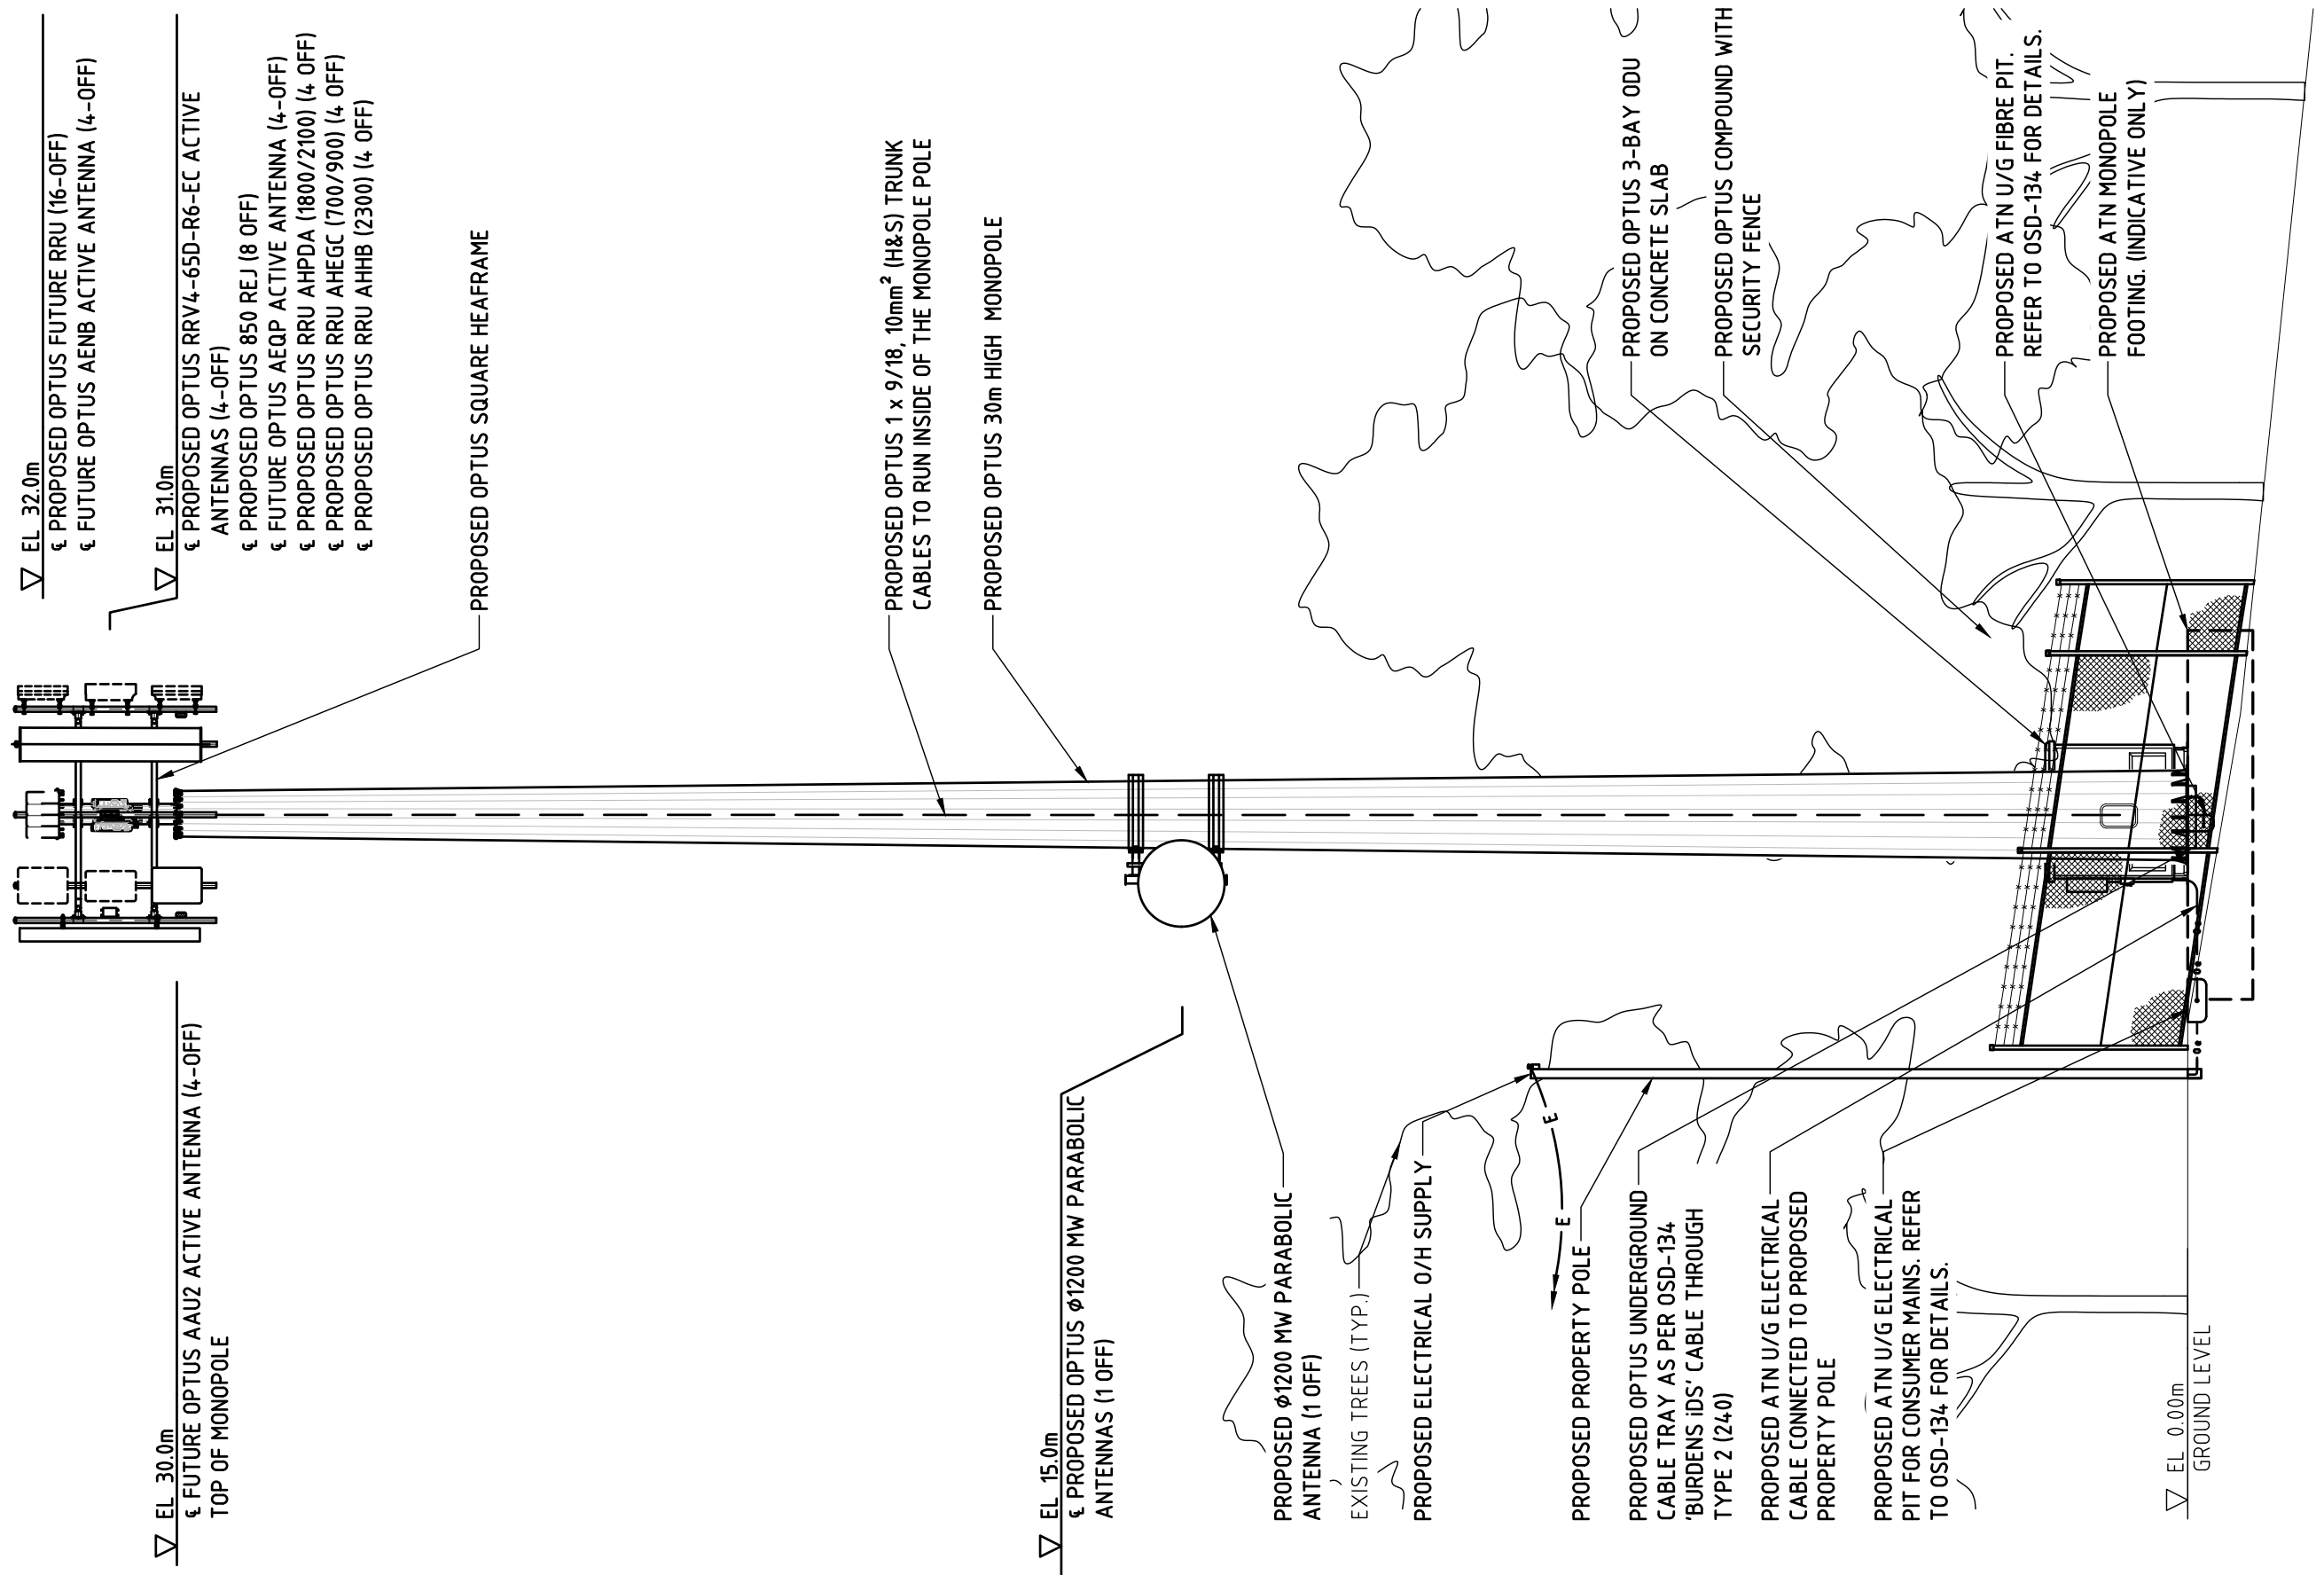 EL 32.0m
℄ PROPOSED OPTUS FUTURE RRU (16-OFF)
℄ FUTURE OPTUS AENB ACTIVE ANTENNA (4-OFF)
EL 31.0m
℄ PROPOSED OPTUS RRV4-65D-R6-EC ACTIVE
ANTENNAS (4-OFF)
℄ PROPOSED OPTUS 850 REJ (8 OFF)
℄ FUTURE OPTUS AEQP ACTIVE ANTENNA (4-OFF)
℄ PROPOSED OPTUS RRU AHPDA (1800/2100) (4 OFF)
℄ PROPOSED OPTUS RRU AHEGC (700/900) (4 OFF)
℄ PROPOSED OPTUS RRU AHHB (2300) (4 OFF)
PROPOSED OPTUS SQUARE HEAFRAME
PROPOSED OPTUS 1 x 9/18, 10mm² (H&S) TRUNK
CABLES TO RUN INSIDE OF THE MONOPOLE POLE
PROPOSED OPTUS 30m HIGH MONOPOLE
PROPOSED OPTUS 3-BAY ODU
ON CONCRETE SLAB
PROPOSED OPTUS COMPOUND WITH
SECURITY FENCE
PROPOSED ATN U/G FIBRE PIT.
REFER TO OSD-134 FOR DETAILS.
PROPOSED ATN MONOPOLE
FOOTING. (INDICATIVE ONLY)
EL 30.0m
℄ FUTURE OPTUS AAU2 ACTIVE ANTENNA (4-OFF)
TOP OF MONOPOLE
EL 15.0m
℄ PROPOSED OPTUS ϕ1200 MW PARABOLIC
ANTENNAS (1 OFF)
PROPOSED ϕ1200 MW PARABOLIC
ANTENNA (1 OFF)
EXISTING TREES (TYP.)
PROPOSED ELECTRICAL O/H SUPPLY
E
E
PROPOSED PROPERTY POLE
PROPOSED OPTUS UNDERGROUND
CABLE TRAY AS PER OSD-134
'BURDENS iDS' CABLE THROUGH
TYPE 2 (240)
PROPOSED ATN U/G ELECTRICAL
CABLE CONNECTED TO PROPOSED
PROPERTY POLE
PROPOSED ATN U/G ELECTRICAL
PIT FOR CONSUMER MAINS. REFER
TO OSD-134 FOR DETAILS.
EL 0.00m
GROUND LEVEL